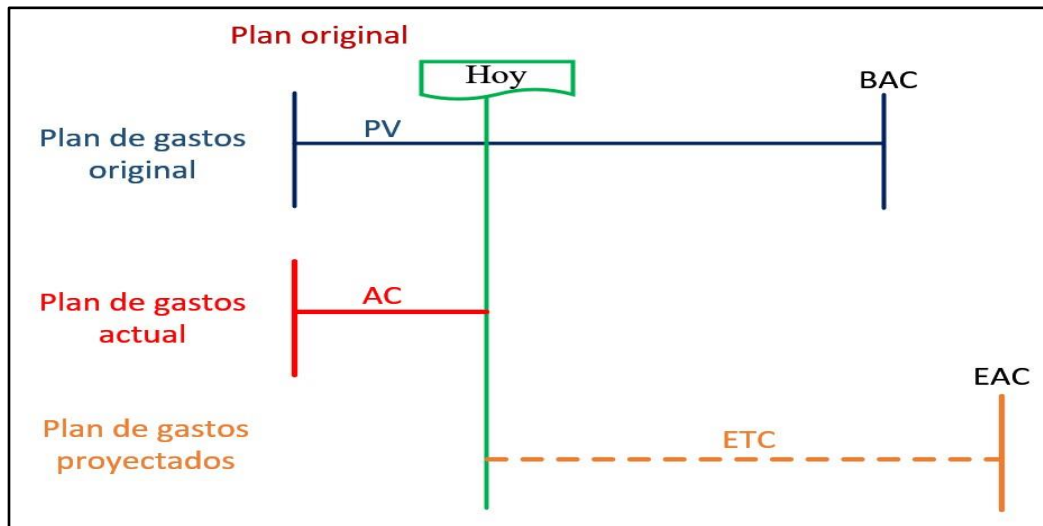 Plan original
Hoy
BAC
PV
Plan de gastos
original
AC
Plan de gastos
actual
EAC
ETC
Plan de gastos
proyectados